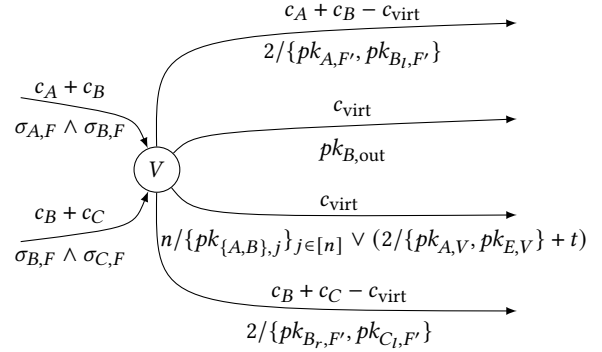 c_A + c_B − c_virt
2/{pk_{A,F′}, pk_{B_l,F′}}
c_A + c_B
σ_{A,F} ∧ σ_{B,F}
c_virt
pk_{B,out}
V
c_B + c_C
σ_{B,F} ∧ σ_{C,F}
c_virt
n/{pk_{{A,B},j}}_{j∈[n]} ∨ (2/{pk_{A,V}, pk_{E,V}} + t)
c_B + c_C − c_virt
2/{pk_{B_r,F′}, pk_{C_l,F′}}